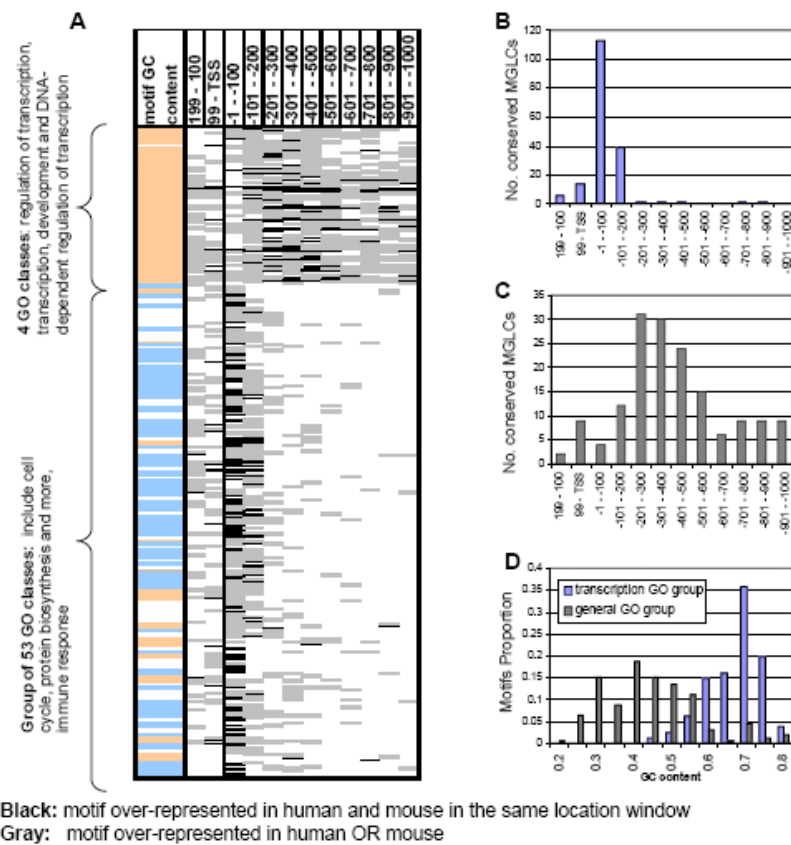 A
4 GO classes: regulation of transcription,
transcription, development and DNA-
dependent regulation of transcription
Group of 53 GO classes: include cell
cycle, protein biosynthesis and more,
immune response
motif GC
content
199 - 100
99 - TSS
-1 - -100
-101 - -200
-201 - -300
-301 - -400
-401 - -500
-501 - -600
-601 - -700
-701 - -800
-801 - -900
-901 - -1000
B
No. conserved MGLCs
120
100
80
60
40
20
0
199 - 100
99 - TSS
-1 - -100
-101 - -200
-201 - -300
-301 - -400
-401 - -500
-501 - -600
-601 - -700
-701 - -800
-801 - -900
-901 - -1000
C
No. conserved MGLCs
35
30
25
20
15
10
5
0
199 - 100
99 - TSS
-1 - -100
-101 - -200
-201 - -300
-301 - -400
-401 - -500
-501 - -600
-601 - -700
-701 - -800
-801 - -900
-901 - -1000
D
Motifs Proportion
0.4
0.35
0.3
0.25
0.2
0.15
0.1
0.05
0
transcription GO group
general GO group
0.2
0.3
0.4
0.5
0.6
0.7
0.8
GC content
Black: motif over-represented in human and mouse in the same location window
Gray: motif over-represented in human OR mouse